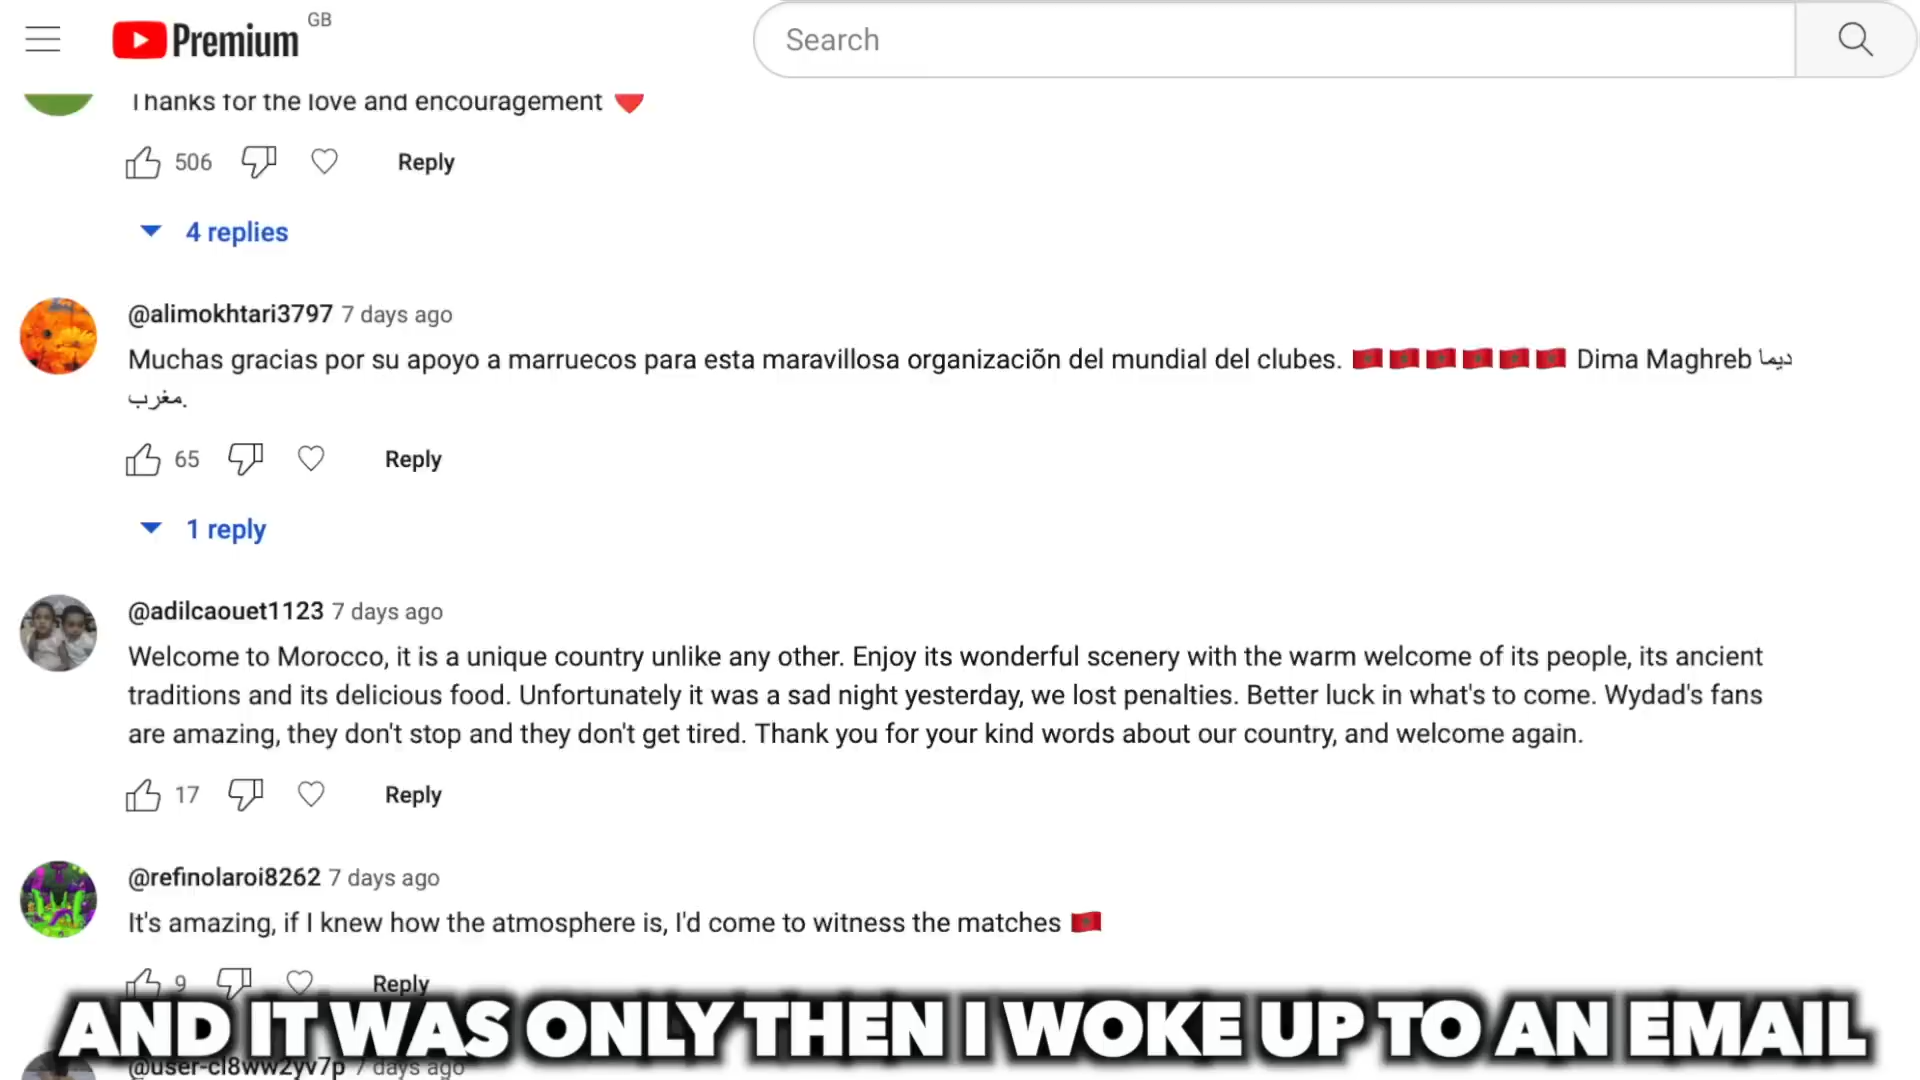 Premium GB
Search
Thanks for the love and encouragement ❤️
506 Reply
4 replies
@alimokhtari3797 7 days ago
Muchas gracias por su apoyo a marruecos para esta maravillosa organizaciõn del mundial del clubes. 🇲🇦🇲🇦🇲🇦🇲🇦🇲🇦🇲🇦 Dima Maghreb ديما
مغرب.
65 Reply
1 reply
@adilcaouet1123 7 days ago
Welcome to Morocco, it is a unique country unlike any other. Enjoy its wonderful scenery with the warm welcome of its people, its ancient
traditions and its delicious food. Unfortunately it was a sad night yesterday, we lost penalties. Better luck in what's to come. Wydad's fans
are amazing, they don't stop and they don't get tired. Thank you for your kind words about our country, and welcome again.
17 Reply
@refinolaroi8262 7 days ago
It's amazing, if I knew how the atmosphere is, I'd come to witness the matches 🇲🇦
9 Reply
AND IT WAS ONLY THEN I WOKE UP TO AN EMAIL
@user-cl8ww2yv7p 7 days ago